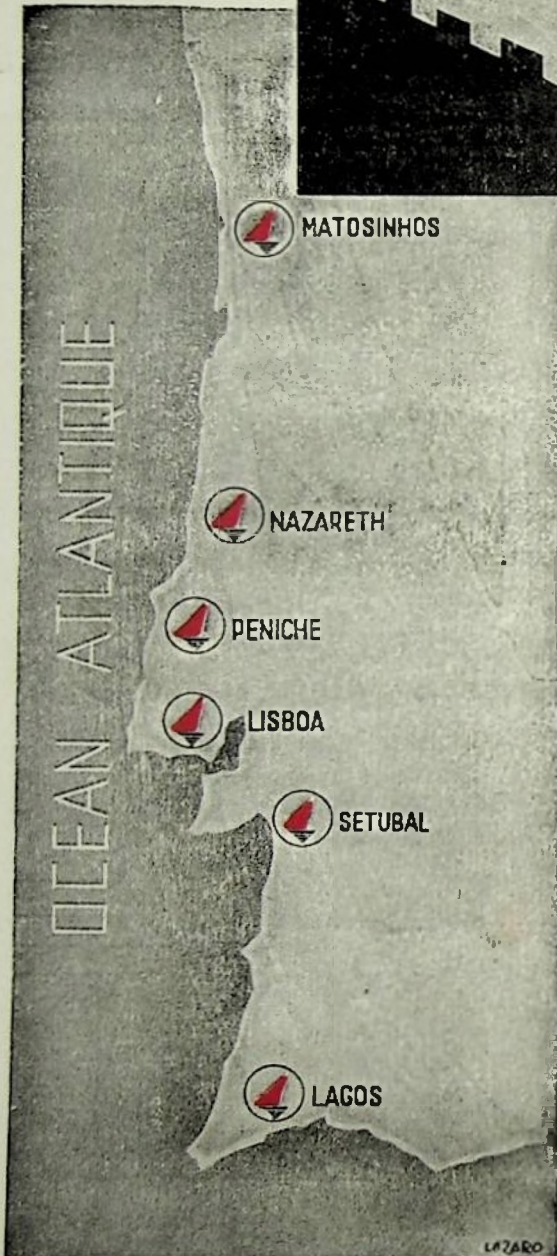 MATOSINHOS
OCEAN ATLANTIQUE
NAZARETH
PENICHE
LISBOA
SETUBAL
LAGOS
LAZARO